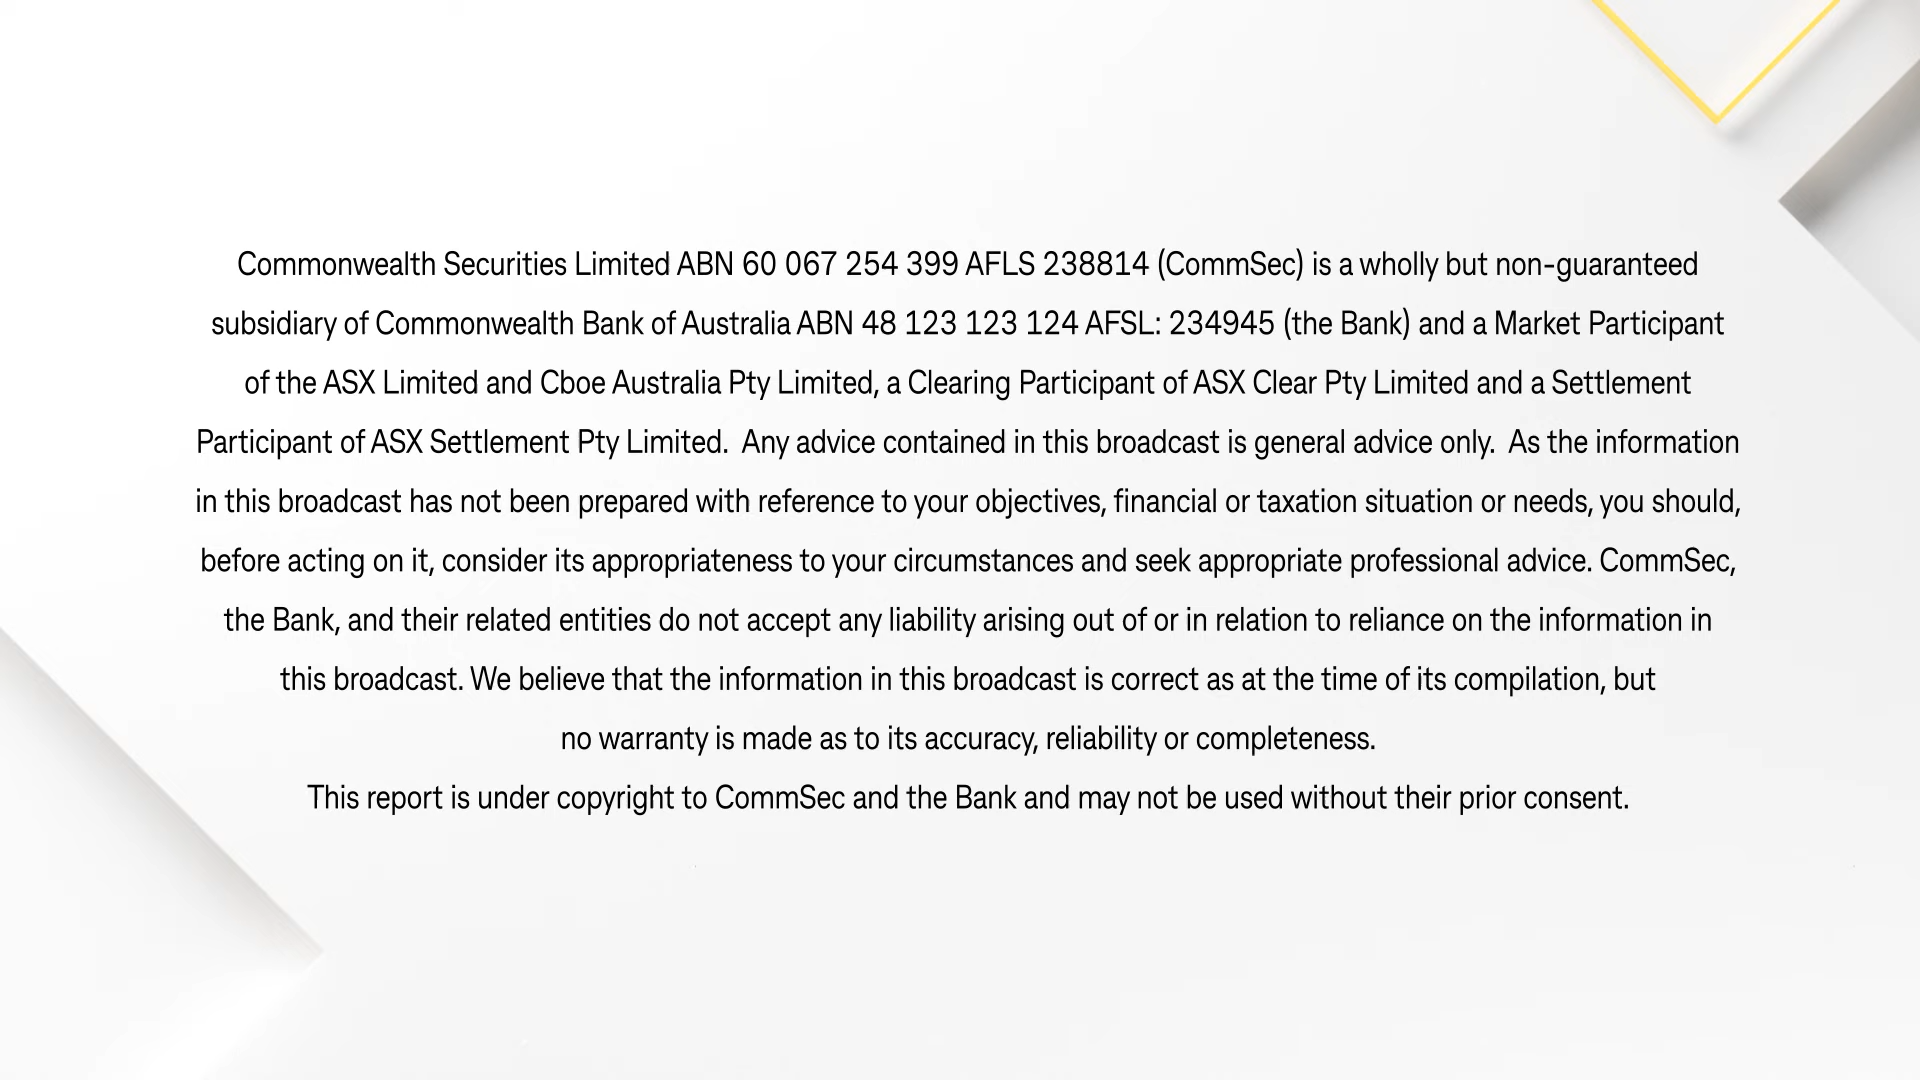 Commonwealth Securities Limited ABN 60 067 254 399 AFLS 238814 (CommSec) is a wholly but non-guaranteed
subsidiary of Commonwealth Bank of Australia ABN 48 123 123 124 AFSL: 234945 (the Bank) and a Market Participant
of the ASX Limited and Cboe Australia Pty Limited, a Clearing Participant of ASX Clear Pty Limited and a Settlement
Participant of ASX Settlement Pty Limited.  Any advice contained in this broadcast is general advice only.  As the information
in this broadcast has not been prepared with reference to your objectives, financial or taxation situation or needs, you should,
before acting on it, consider its appropriateness to your circumstances and seek appropriate professional advice. CommSec,
the Bank, and their related entities do not accept any liability arising out of or in relation to reliance on the information in
this broadcast. We believe that the information in this broadcast is correct as at the time of its compilation, but
no warranty is made as to its accuracy, reliability or completeness.
This report is under copyright to CommSec and the Bank and may not be used without their prior consent.